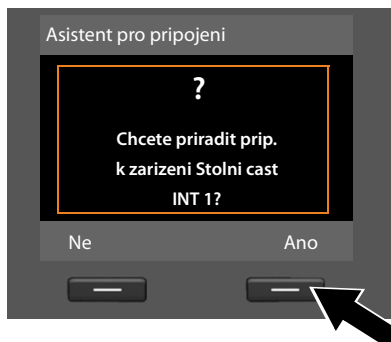 Asistent pro pripojeni
?
Chcete priradit prip.
k zarizeni Stolni cast
INT 1?
Ne Ano